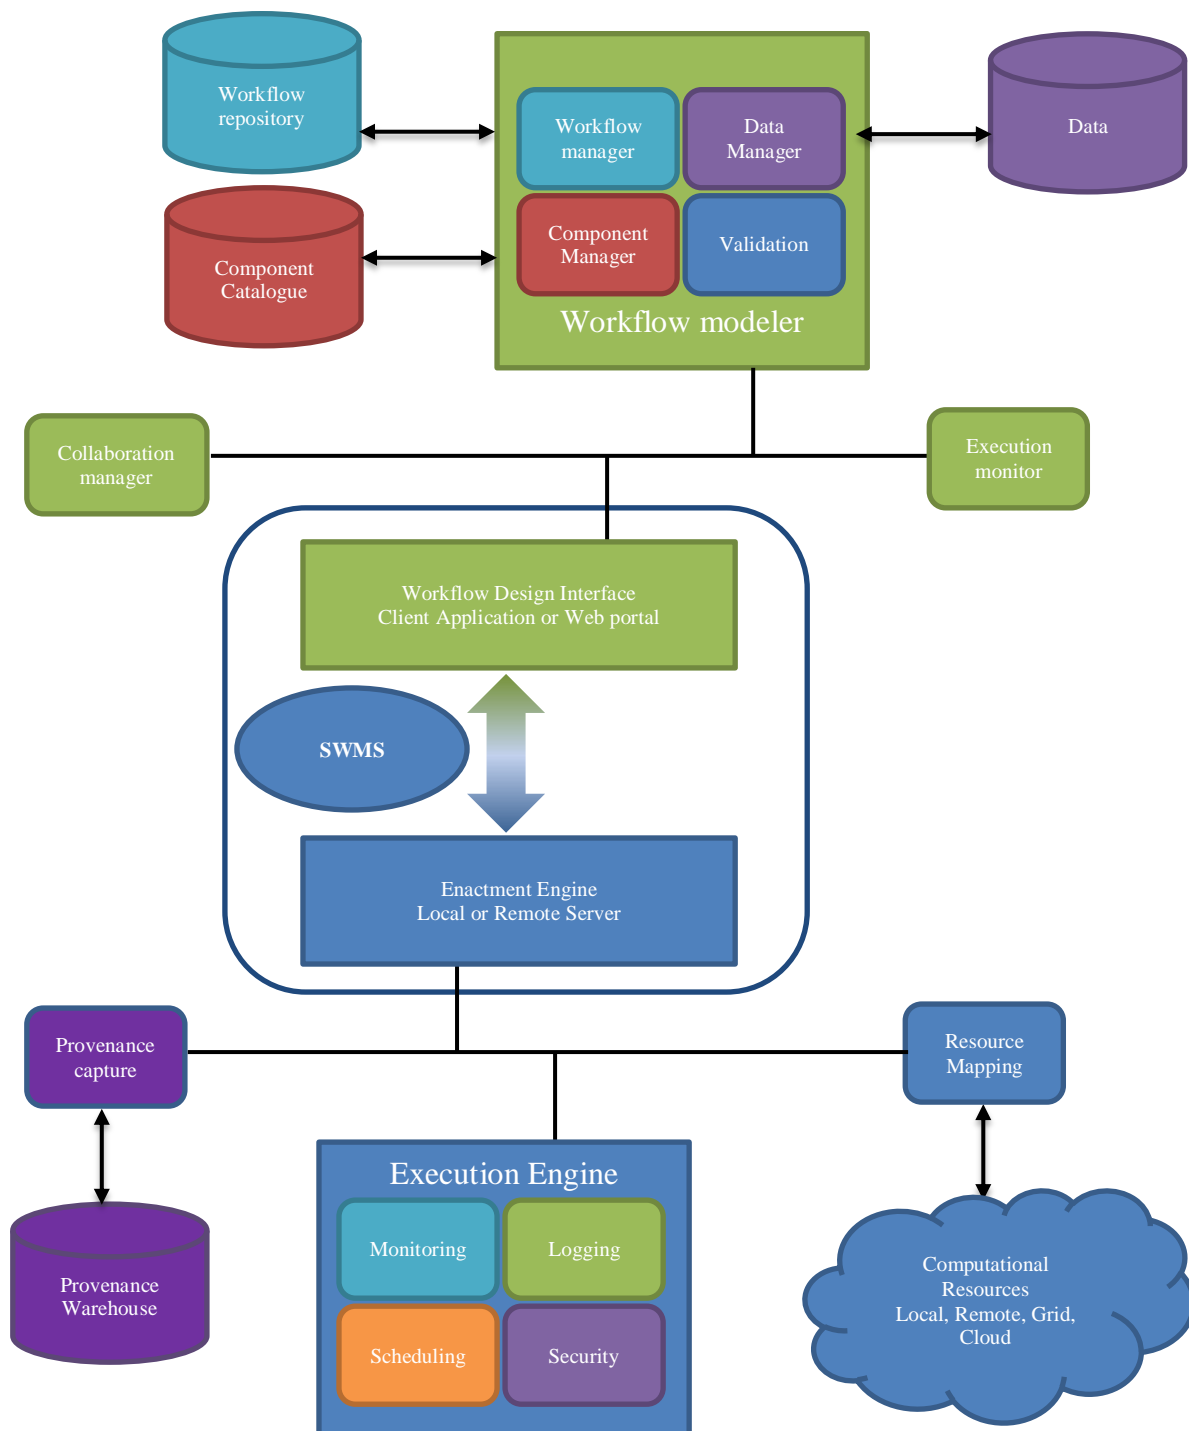 Workflow
repository
Workflow
manager
Data
Manager
Data
Component
Catalogue
Component
Manager
Validation
Workflow modeler
Collaboration
manager
Execution
monitor
Workflow Design Interface
Client Application or Web portal
SWMS
Enactment Engine
Local or Remote Server
Provenance
capture
Resource
Mapping
Execution Engine
Monitoring
Logging
Scheduling
Security
Provenance
Warehouse
Computational
Resources
Local, Remote, Grid,
Cloud